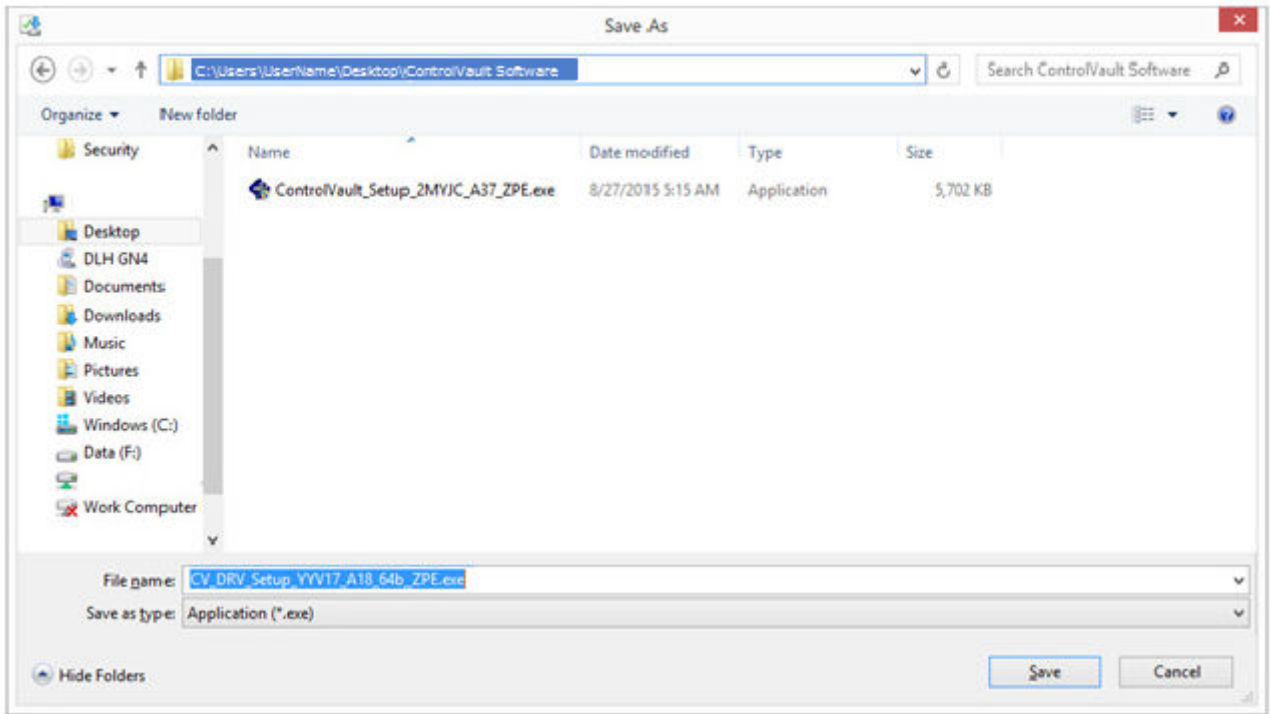 Save As
C:\Users\UserName\Desktop\ControlVault Software
Search ControlVault Software
Organize New folder
Name Date modified Type Size
ControlVault_Setup_2MYJC_A37_ZPE.exe 8/27/2015 5:15 AM Application 5,702 KB
Security
Desktop
DLH GN4
Documents
Downloads
Music
Pictures
Videos
Windows (C:)
Data (F:)
Work Computer
File name: CV_DRV_Setup_YYV17_A18_64b_ZPE.exe
Save as type: Application (*.exe)
Hide Folders Save Cancel